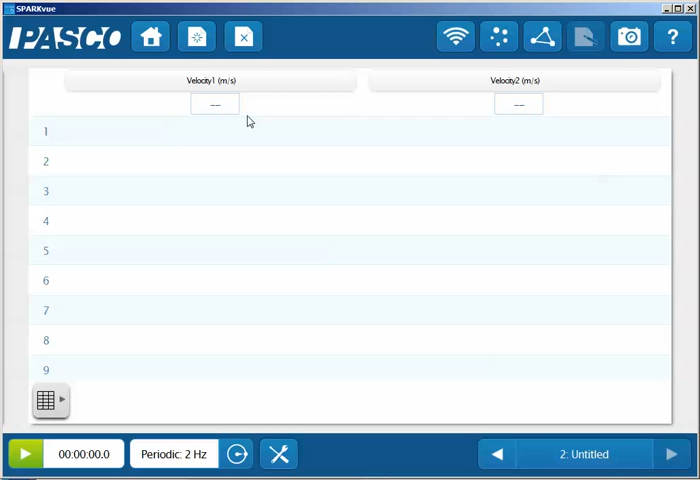 SPARKvue
PASCO
?
Velocity1 (m/s)
Velocity2 (m/s)
--
--
1
2
3
4
5
6
7
8
9
00:00:00.0
Periodic: 2 Hz
2: Untitled